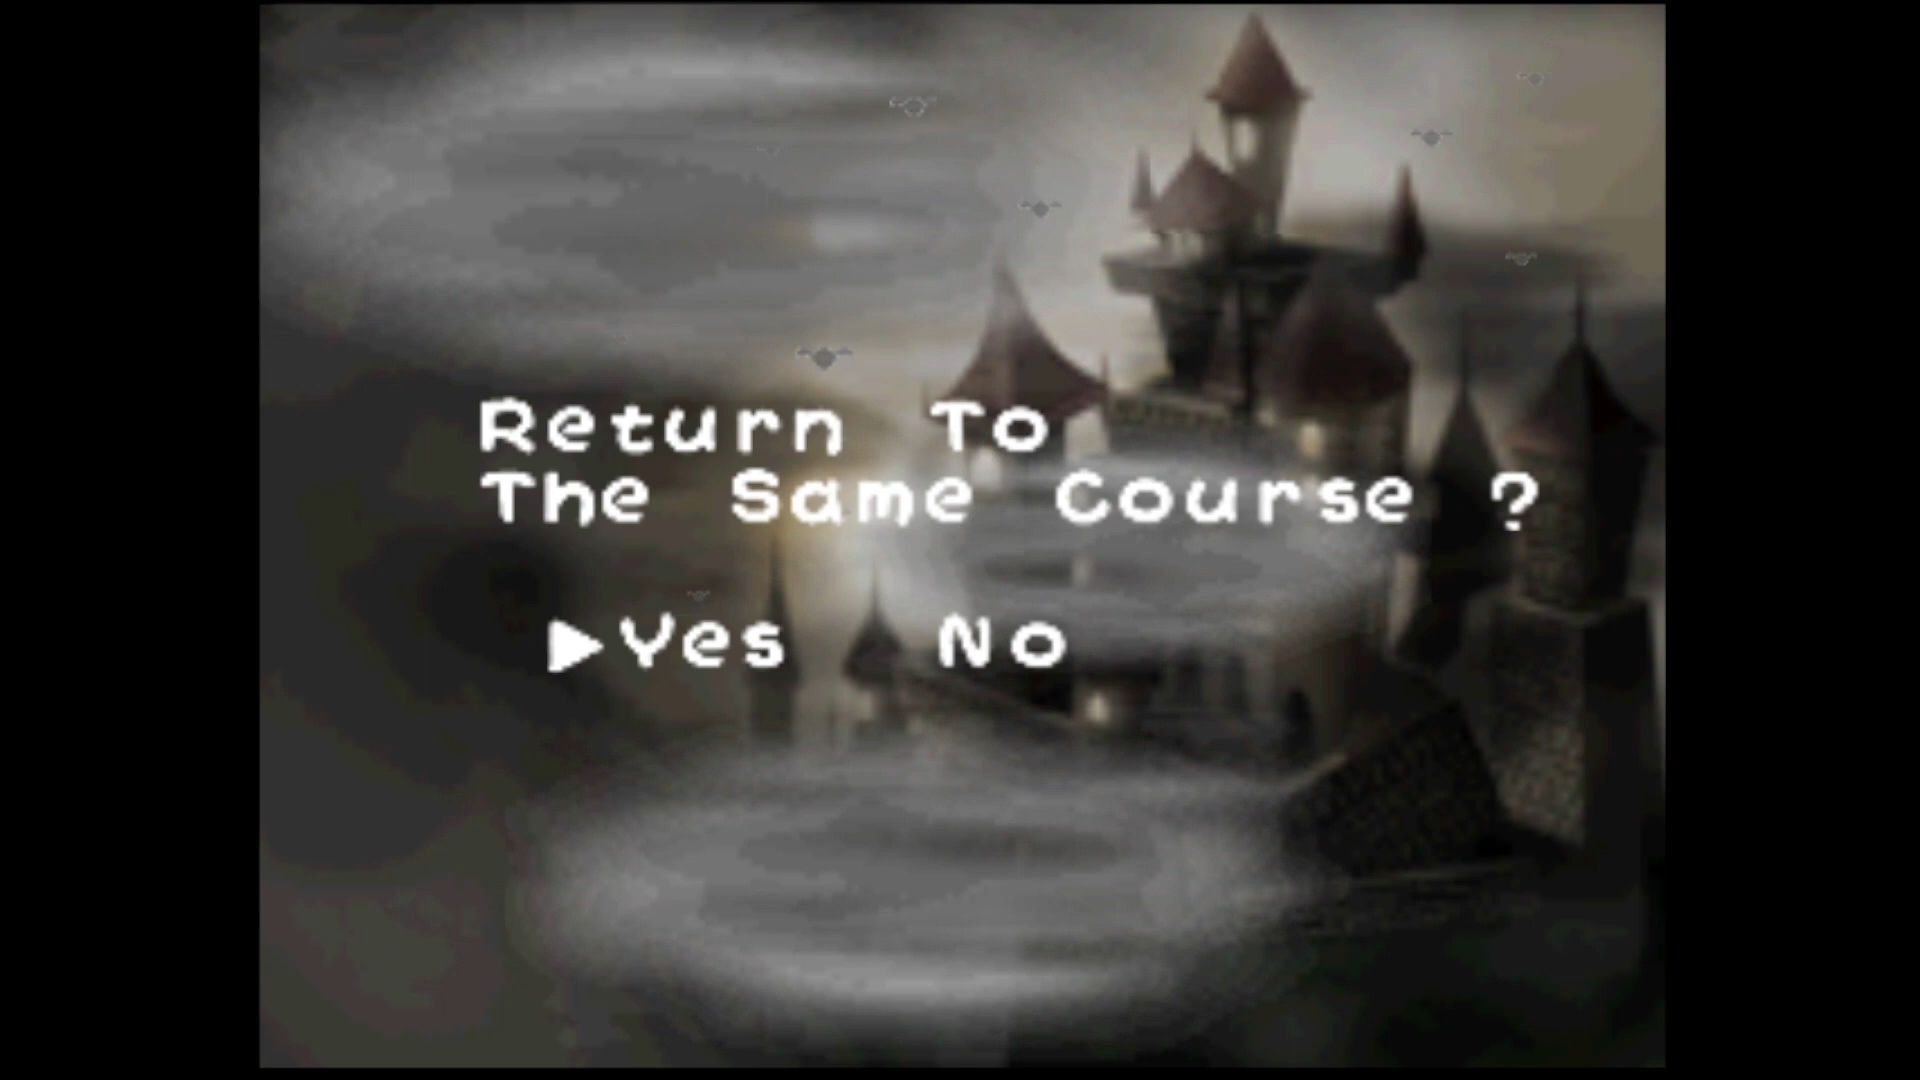 Return To
The Same Course ?
▶Yes No